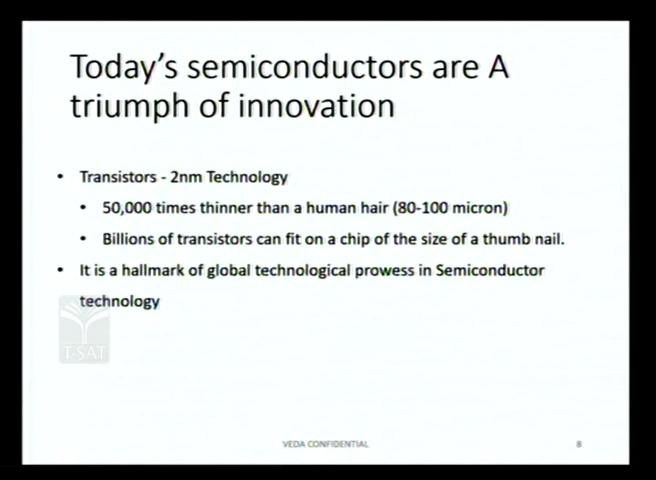 Today's semiconductors are A
triumph of innovation
• Transistors - 2nm Technology
• 50,000 times thinner than a human hair (80-100 micron)
• Billions of transistors can fit on a chip of the size of a thumb nail.
• It is a hallmark of global technological prowess in Semiconductor
technology
T-SAT
VEDA CONFIDENTIAL
8